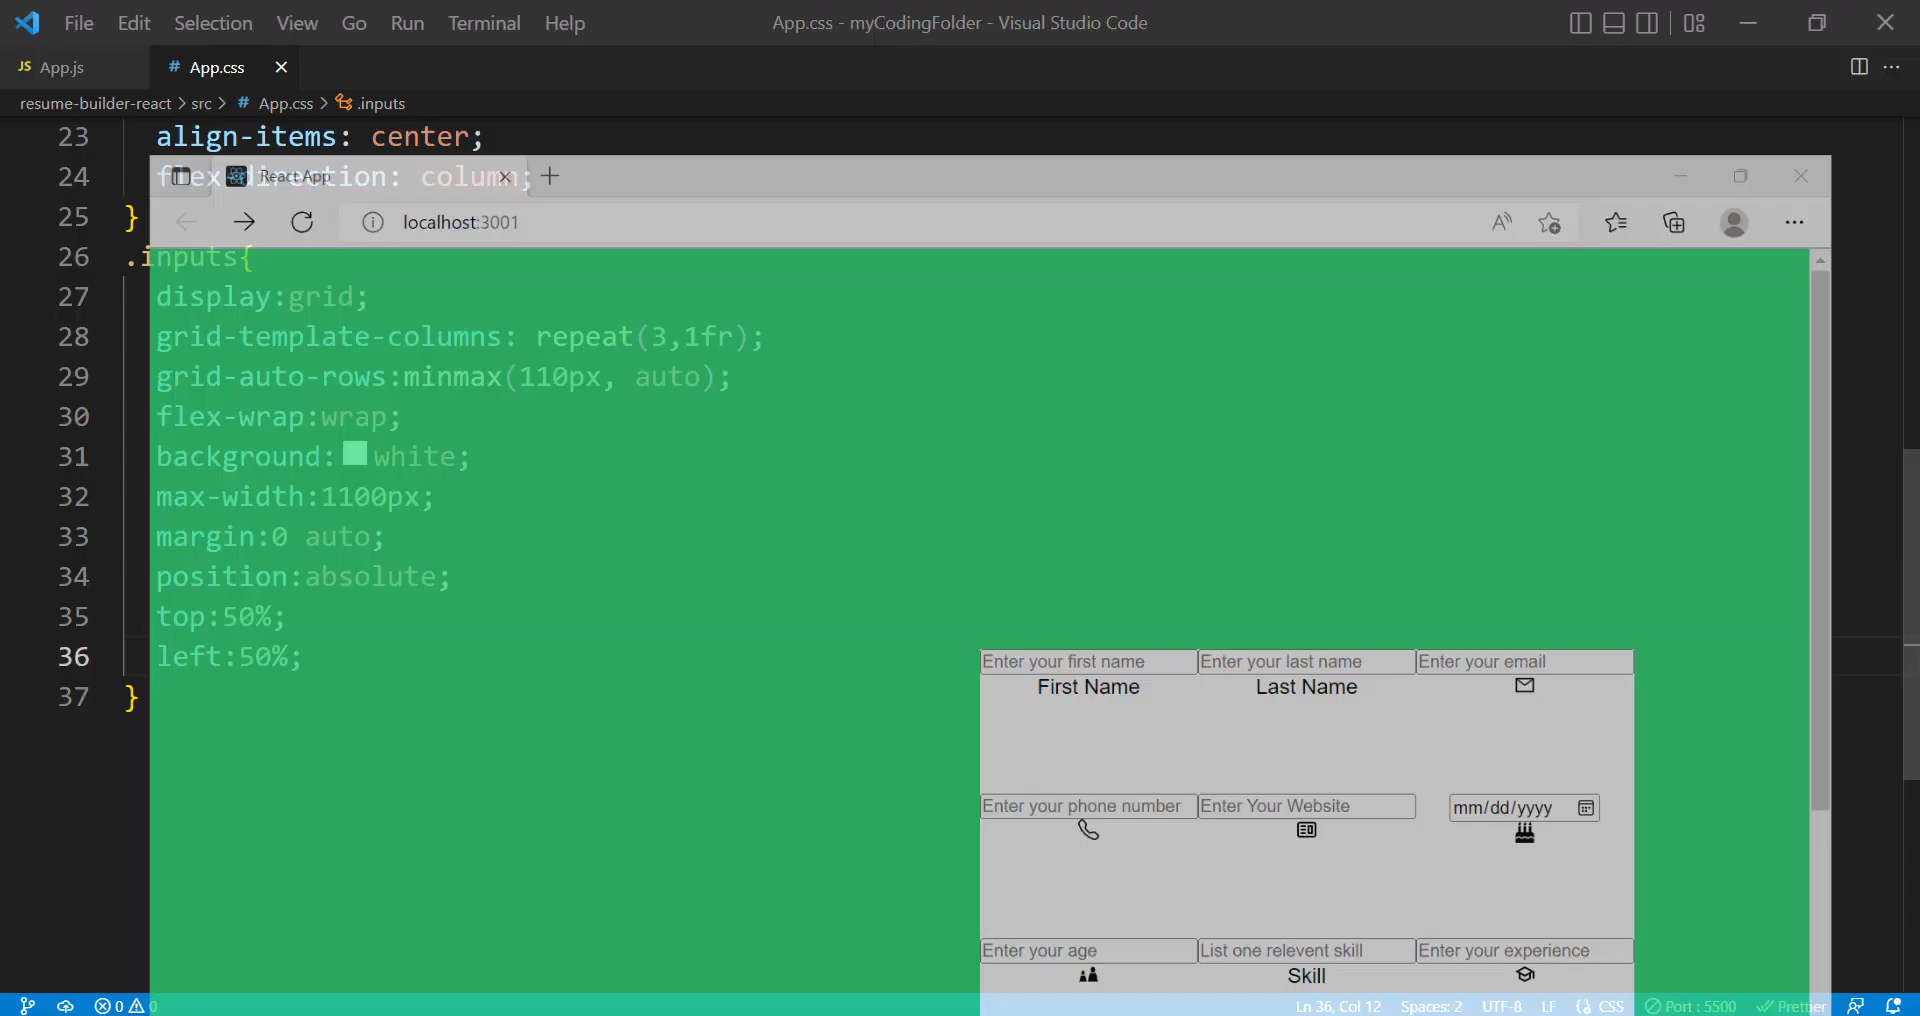 File Edit Selection View Go Run Terminal Help App.css - myCodingFolder - Visual Studio Code
JS App.js # App.css
resume-builder-react > src > # App.css > .inputs
23 align-items: center;
24 flex-direction: column;
React App
25 }
localhost:3001
26 .inputs{
27 display:grid;
28 grid-template-columns: repeat(3,1fr);
29 grid-auto-rows:minmax(110px, auto);
30 flex-wrap:wrap;
31 background: white;
32 max-width:1100px;
33 margin:0 auto;
34 position:absolute;
35 top:50%;
36 left:50%;
37 }
Enter your first name Enter your last name Enter your email
First Name Last Name
Enter your phone number Enter Your Website mm/dd/yyyy
Enter your age List one relevent skill Enter your experience
Skill
0 0 Ln 36, Col 12 Spaces: 2 UTF-8 LF CSS Port : 5500 Prettier